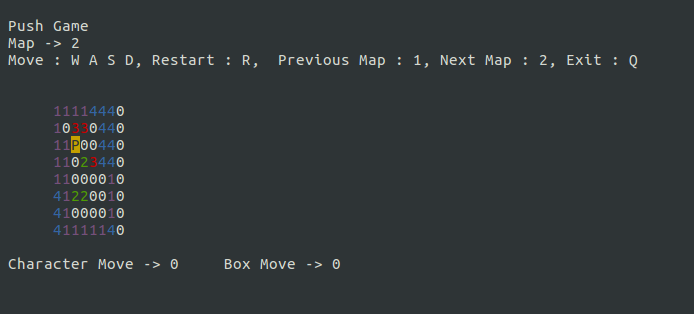 Push Game
Map -> 2
Move : W A S D, Restart : R,  Previous Map : 1, Next Map : 2, Exit : Q
11114440
10330440
11P00440
11023440
11000010
41220010
41000010
41111140
Character Move -> 0     Box Move -> 0